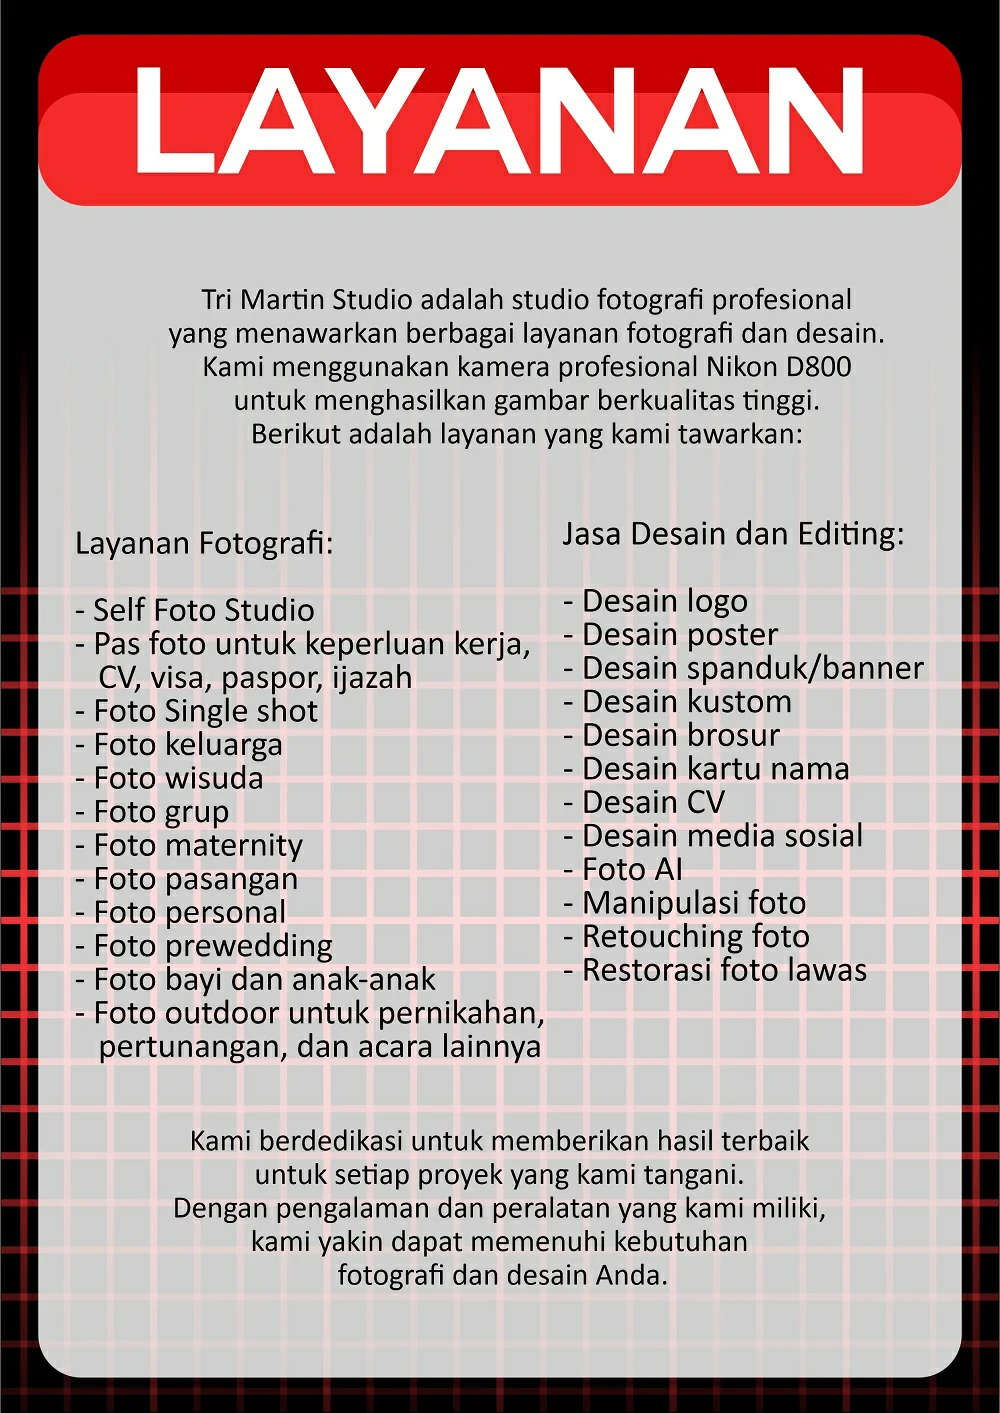 LAYANAN
Tri Martin Studio adalah studio fotografi profesional
yang menawarkan berbagai layanan fotografi dan desain.
Kami menggunakan kamera profesional Nikon D800
untuk menghasilkan gambar berkualitas tinggi.
Berikut adalah layanan yang kami tawarkan:
Layanan Fotografi:
- Self Foto Studio
- Pas foto untuk keperluan kerja,
CV, visa, paspor, ijazah
- Foto Single shot
- Foto keluarga
- Foto wisuda
- Foto grup
- Foto maternity
- Foto pasangan
- Foto personal
- Foto prewedding
- Foto bayi dan anak-anak
- Foto outdoor untuk pernikahan,
pertunangan, dan acara lainnya
Jasa Desain dan Editing:
- Desain logo
- Desain poster
- Desain spanduk/banner
- Desain kustom
- Desain brosur
- Desain kartu nama
- Desain CV
- Desain media sosial
- Foto AI
- Manipulasi foto
- Retouching foto
- Restorasi foto lawas
Kami berdedikasi untuk memberikan hasil terbaik
untuk setiap proyek yang kami tangani.
Dengan pengalaman dan peralatan yang kami miliki,
kami yakin dapat memenuhi kebutuhan
fotografi dan desain Anda.